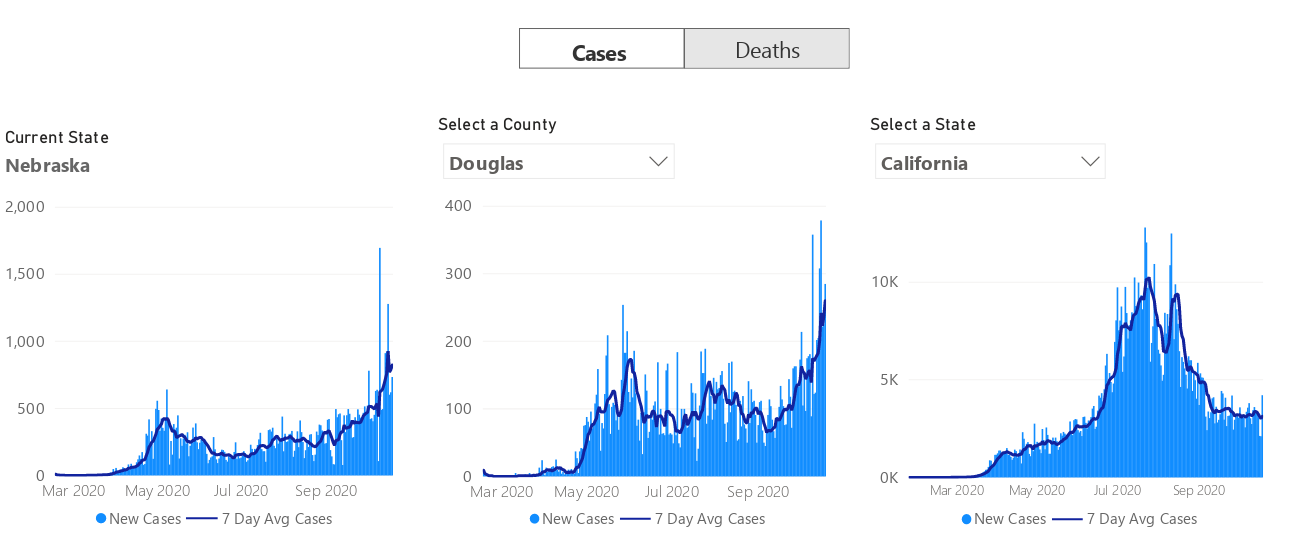 Cases Deaths
Current State
Nebraska
Select a County
Douglas
Select a State
California
2,000
1,500
1,000
500
0
Mar 2020 May 2020 Jul 2020 Sep 2020
New Cases 7 Day Avg Cases
400
300
200
100
0
Mar 2020 May 2020 Jul 2020 Sep 2020
New Cases 7 Day Avg Cases
10K
5K
0K
Mar 2020 May 2020 Jul 2020 Sep 2020
New Cases 7 Day Avg Cases